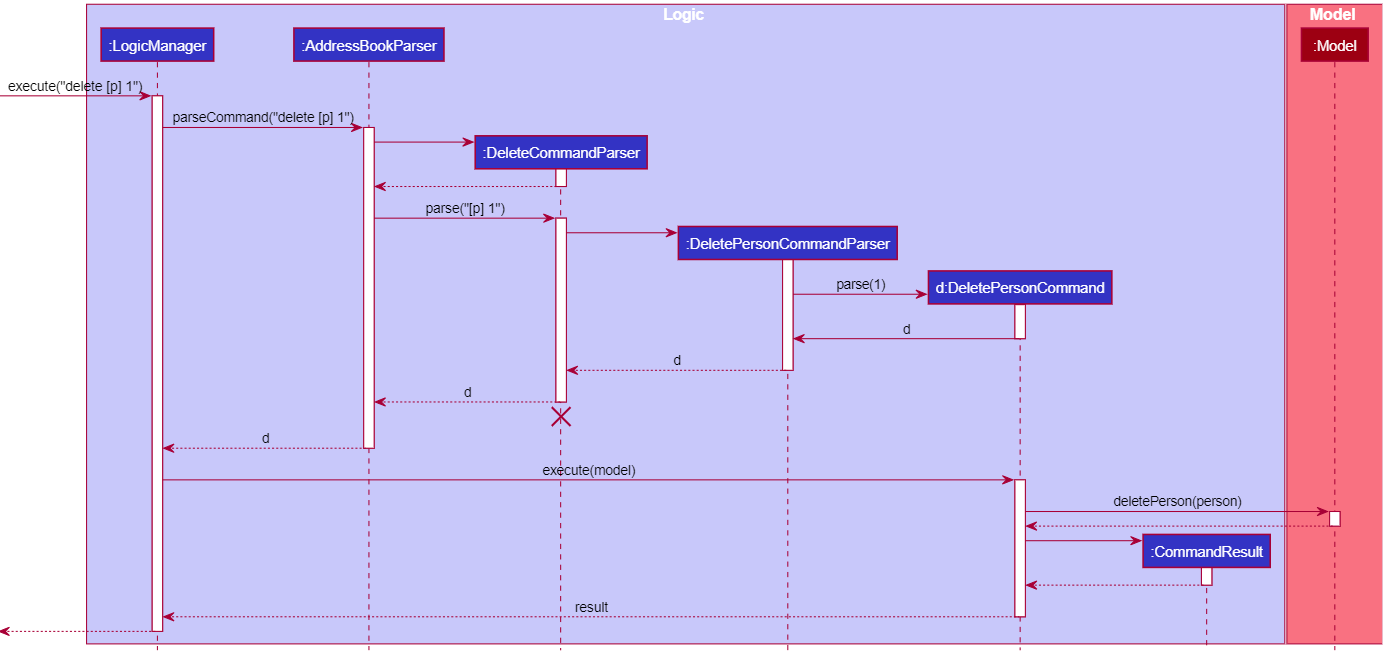 Logic
Model
:LogicManager
:AddressBookParser
:Model
execute("delete [p] 1")
parseCommand("delete [p] 1")
:DeleteCommandParser
parse("[p] 1")
:DeletePersonCommandParser
parse(1)
d:DeletePersonCommand
d
d
d
d
execute(model)
deletePerson(person)
:CommandResult
result